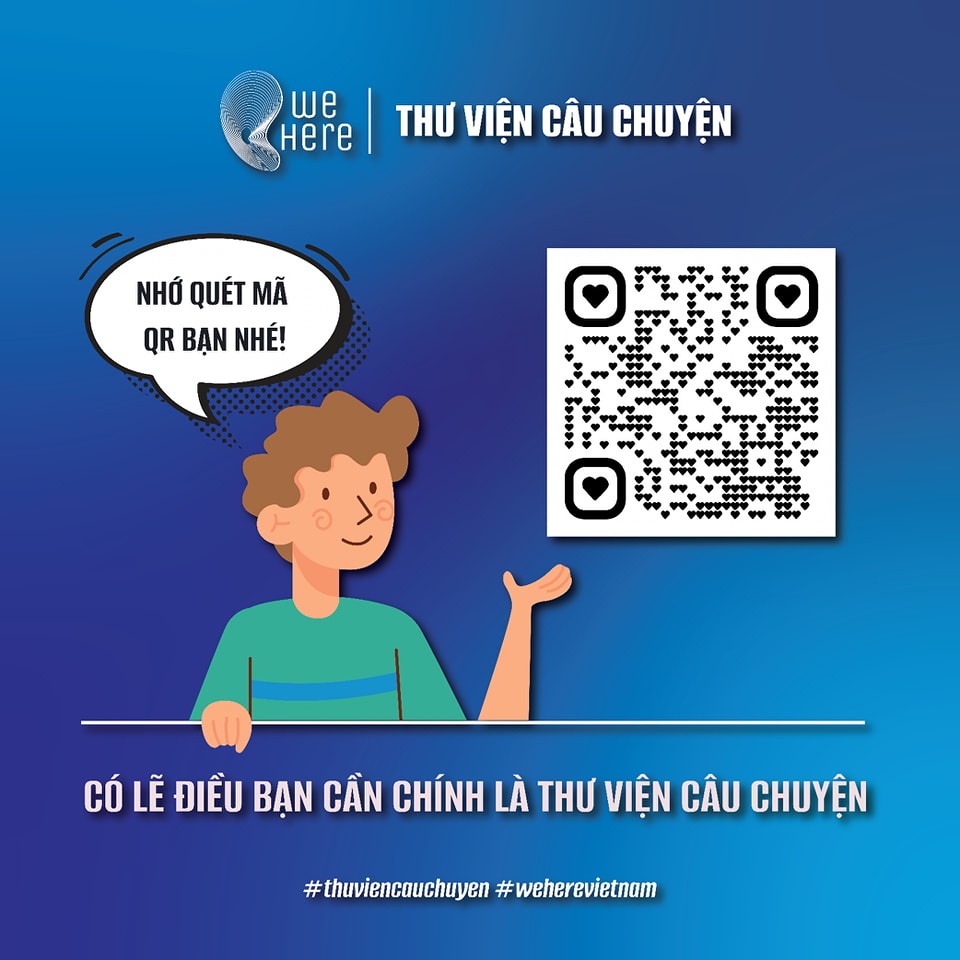 We
Here
THƯ VIỆN CÂU CHUYỆN
NHỚ QUÉT MÃ
QR BẠN NHÉ!
CÓ LẼ ĐIỀU BẠN CẦN CHÍNH LÀ THƯ VIỆN CÂU CHUYỆN
#thuviencauchuyen #weherevietnam